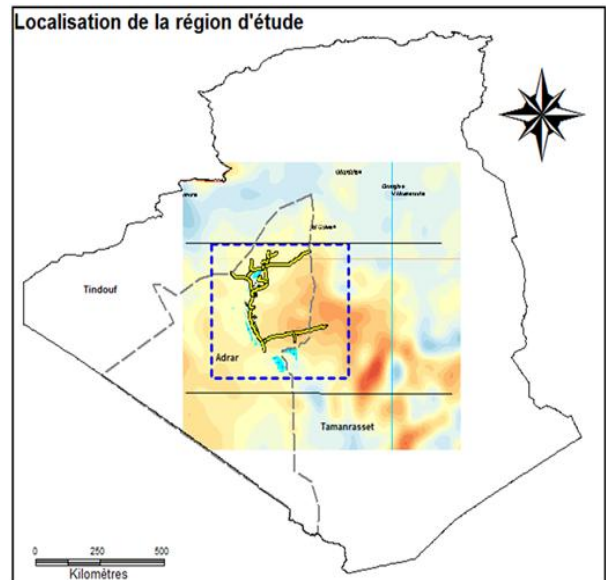 Localisation de la région d'étude
Tindouf
Adrar
Tamanrasset
0 250 500
Kilomètres